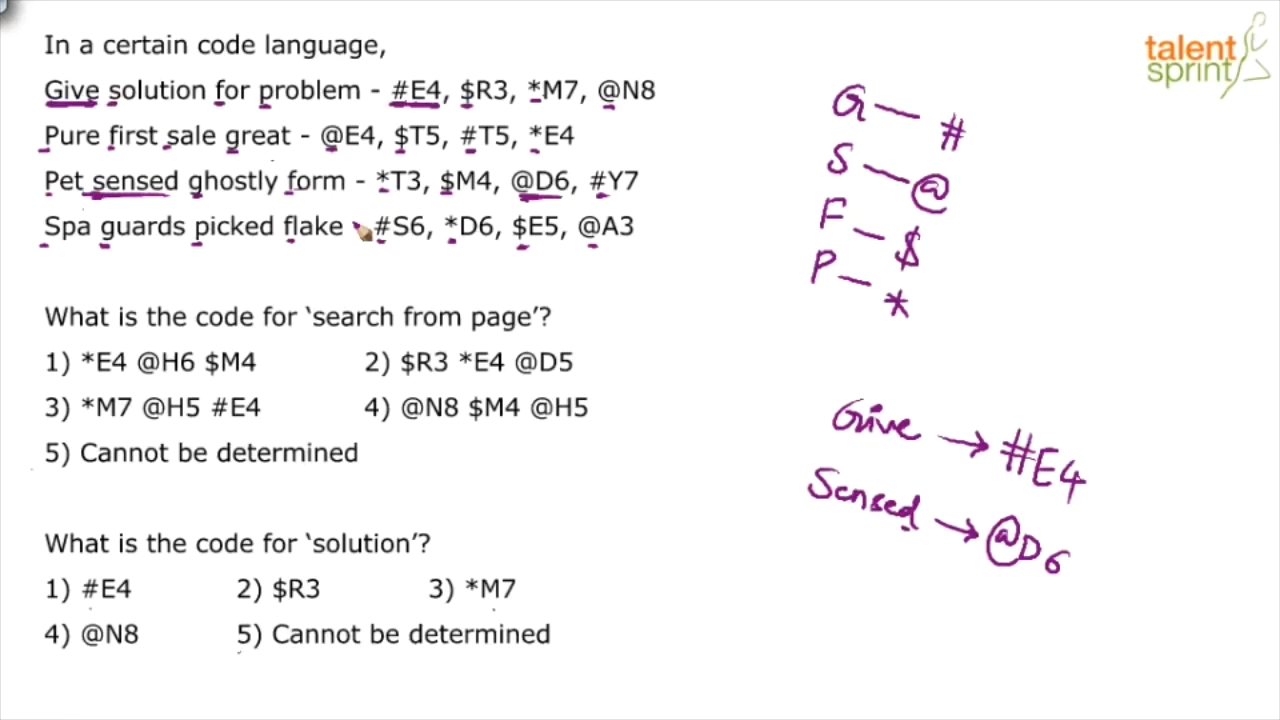 In a certain code language,
talent
sprint
Give solution for problem - #E4, $R3, *M7, @N8
Pure first sale great - @E4, $T5, #T5, *E4
Pet sensed ghostly form - *T3, $M4, @D6, #Y7
Spa guards picked flake #S6, *D6, $E5, @A3
G — #
S — @
F — $
P — *
What is the code for ‘search from page’?
1) *E4 @H6 $M4 2) $R3 *E4 @D5
3) *M7 @H5 #E4 4) @N8 $M4 @H5
5) Cannot be determined
Give → #E4
Sensed → @D6
What is the code for ‘solution’?
1) #E4 2) $R3 3) *M7
4) @N8 5) Cannot be determined